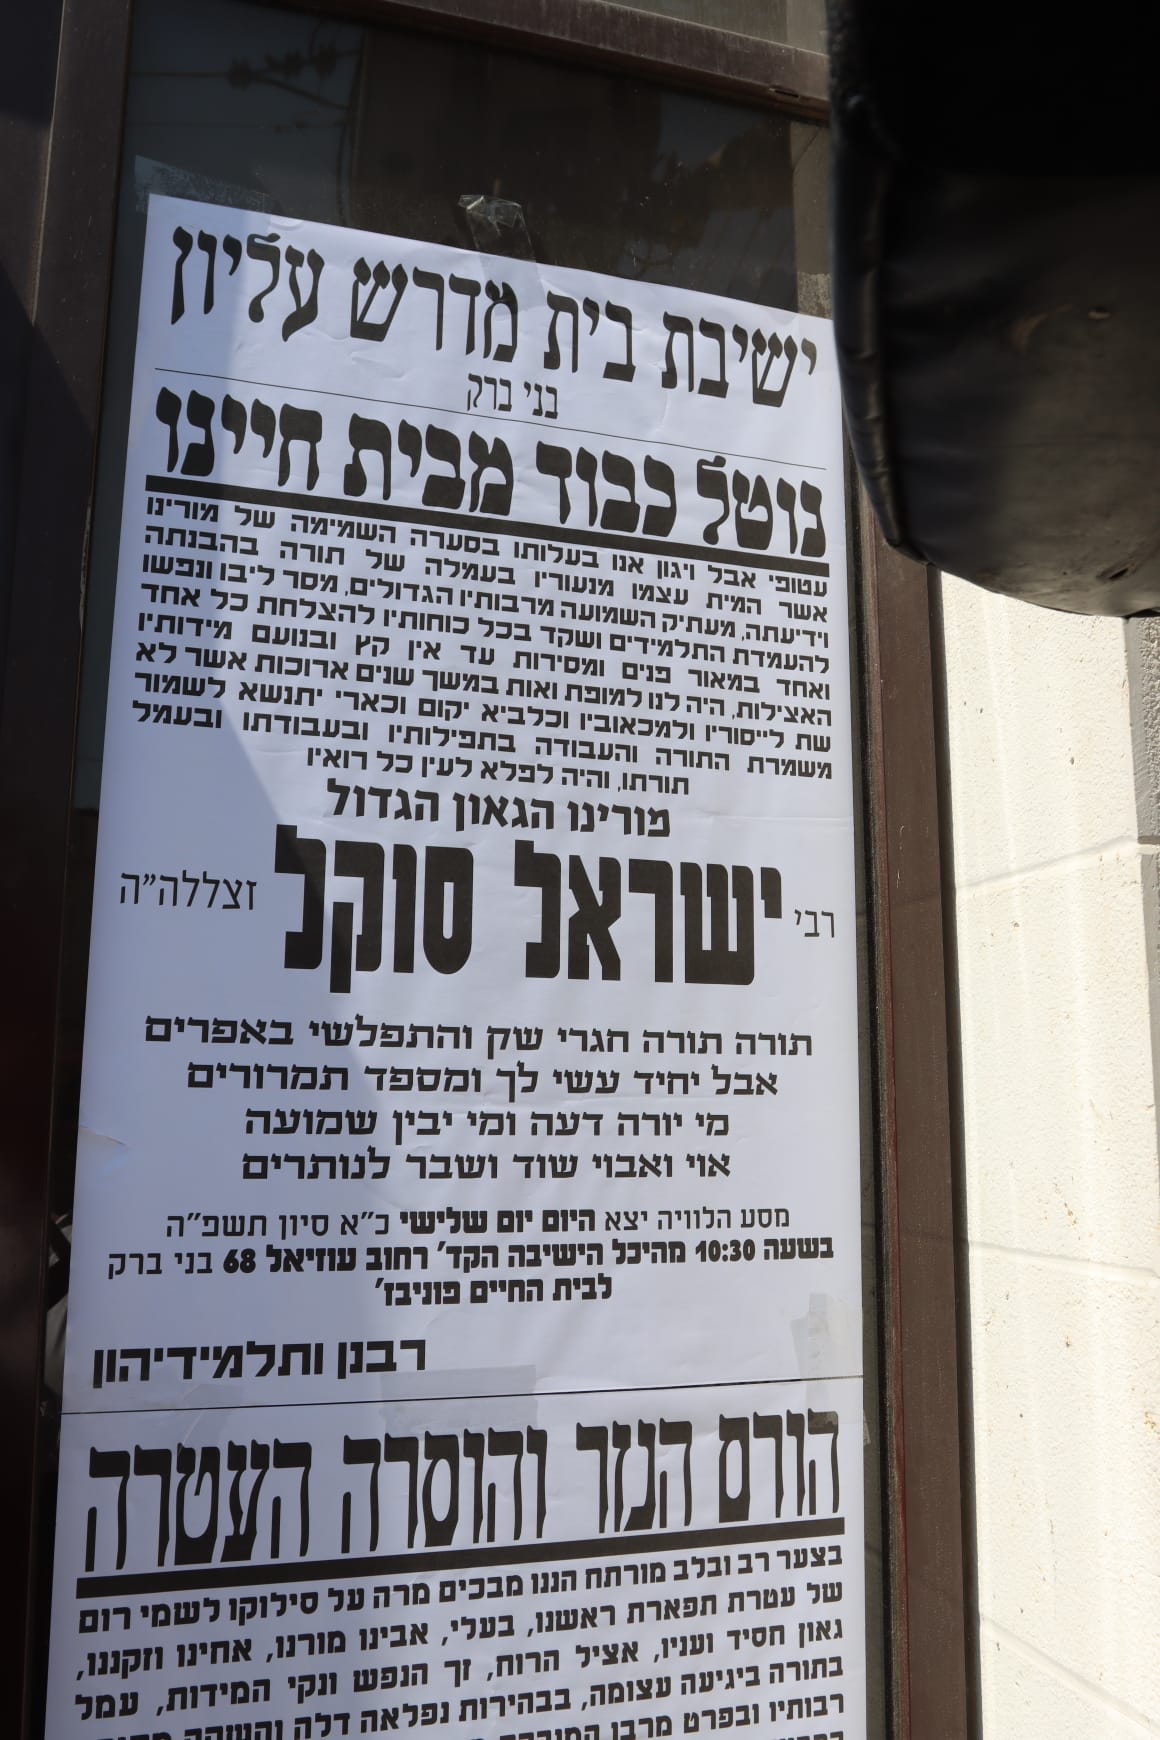 ישיבת בית מדרש עליון
בני ברק
נוטל כבוד מבית חיינו
עטופי אבל ויגון אנו בעלותו בסערה השמימה של מורינו
אשר המית עצמו מנעוריו בעמלה של תורה בהבנתה
וידיעתה, מעתיק השמועה מרבותיו הגדולים, מסר ליבו ונפשו
להעמדת התלמידים ושקד בכל כוחותיו להצלחת כל אחד
ואחד במאור פנים ומסירות עד אין קץ ובנועם מידותיו
האצילות, היה לנו למופת ואות במשך שנים ארוכות אשר לא
שת לייסוריו ולמכאוביו וכלביא יקום וכארי יתנשא לשמור
משמרת התורה והעבודה בתפילותיו ובעבודתו ובעמל
תורתו, והיה לפלא לעין כל רואיו
מורינו הגאון הגדול
רבי ישראל סוקל זצללה״ה
תורה תורה חגרי שק והתפלשי באפרים
אבל יחיד עשי לך ומספד תמרורים
מי יורה דעה ומי יבין שמועה
אוי ואבוי שוד ושבר לנותרים
מסע הלוויה יצא היום יום שלישי כ״א סיון תשפ״ה
בשעה 10:30 מהיכל הישיבה הקד׳ רחוב עוזיאל 68 בני ברק
לבית החיים פוניבז׳
רבנן ותלמידיהון
הורם הנזר והוסרה העטרה
בצער רב ובלב מורתח הננו מבכים מרה על סילוקו לשמי רום
של עטרת תפארת ראשנו, בעלי, אבינו מורנו, אחינו וזקננו,
גאון חסיד ועניו, אציל הרוח, זך הנפש ונקי המידות, עמל
בתורה ביגיעה עצומה, בבהירות נפלאה דלה והשקה
רבותיו ובפרט מרבן